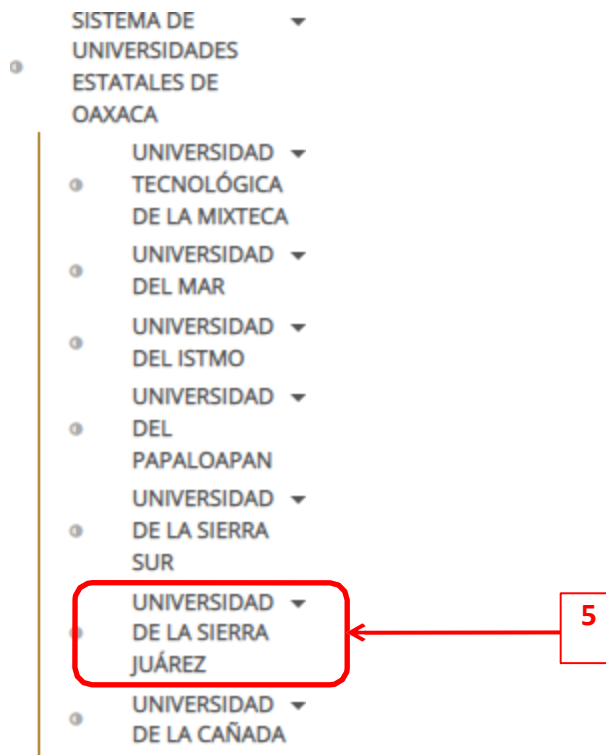 SISTEMA DE
UNIVERSIDADES
ESTATALES DE
OAXACA
UNIVERSIDAD
TECNOLÓGICA
DE LA MIXTECA
UNIVERSIDAD
DEL MAR
UNIVERSIDAD
DEL ISTMO
UNIVERSIDAD
DEL
PAPALOAPAN
UNIVERSIDAD
DE LA SIERRA
SUR
UNIVERSIDAD
DE LA SIERRA
JUÁREZ
5
UNIVERSIDAD
DE LA CAÑADA